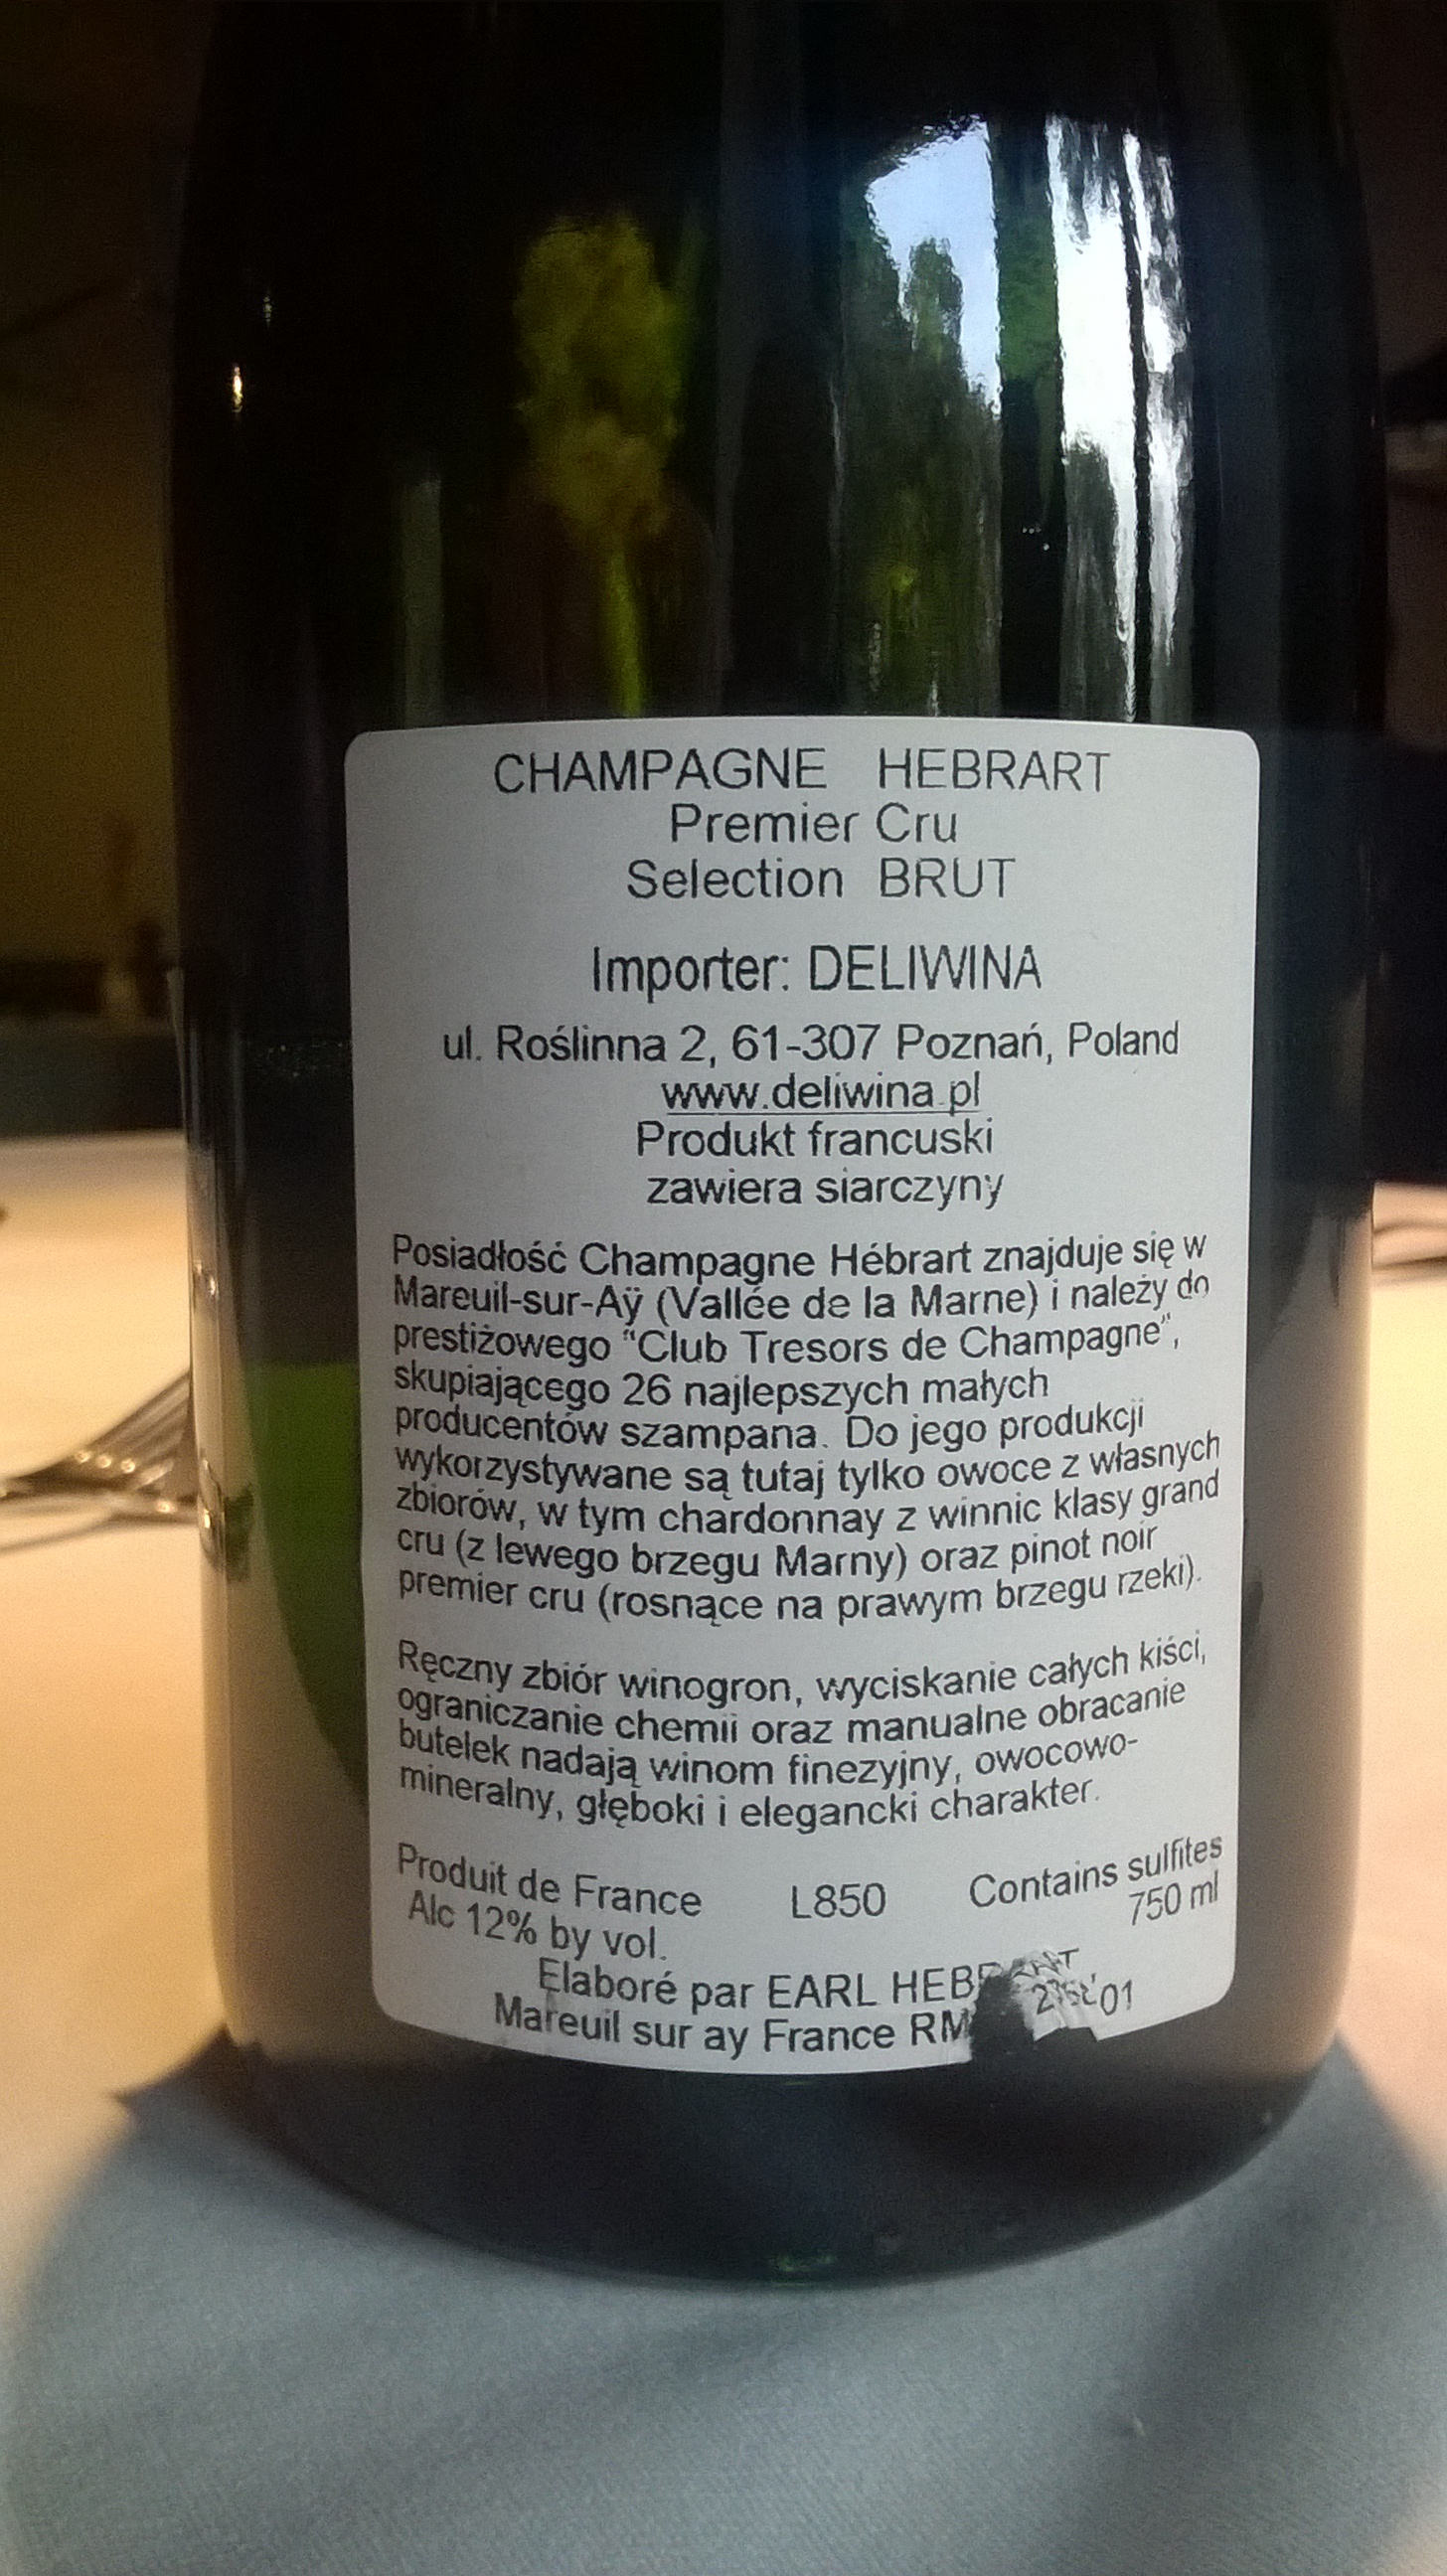 CHAMPAGNE HEBRART
Premier Cru
Selection BRUT
Importer: DELIWINA
ul. Roślinna 2, 61-307 Poznań, Poland
www.deliwina.pl
Produkt francuski
zawiera siarczyny
Posiadłość Champagne Hébrart znajduje się w
Mareuil-sur-Aÿ (Vallée de la Marne) i należy do
prestiżowego “Club Tresors de Champagne”,
skupiającego 26 najlepszych małych
producentów szampana. Do jego produkcji
wykorzystywane są tutaj tylko owoce z własnych
zbiorów, w tym chardonnay z winnic klasy grand
cru (z lewego brzegu Marny) oraz pinot noir
premier cru (rosnące na prawym brzegu rzeki).
Ręczny zbiór winogron, wyciskanie całych kiści,
ograniczanie chemii oraz manualne obracanie
butelek nadają winom finezyjny, owocowo-
mineralny, głęboki i elegancki charakter.
Produit de France L850 Contains sulfites
Alc 12% by vol. 750 ml
Elaboré par EARL
Mareuil sur ay France RM